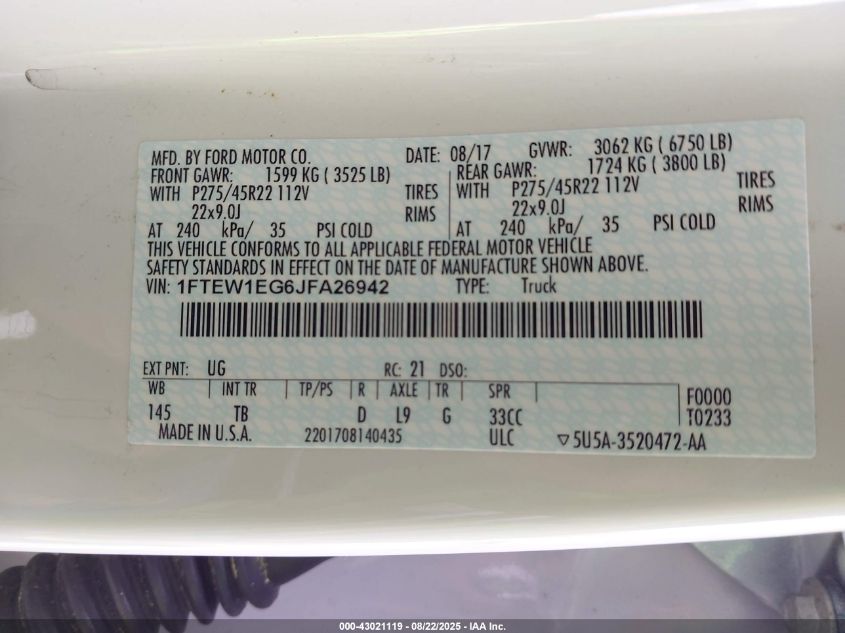 MFD. BY FORD MOTOR CO. DATE: 08/17 GVWR: 3062 KG ( 6750 LB)
FRONT GAWR: 1599 KG ( 3525 LB) REAR GAWR: 1724 KG ( 3800 LB)
WITH P275/45R22 112V TIRES WITH P275/45R22 112V TIRES
22x9.0J RIMS 22x9.0J RIMS
AT 240 kPa/ 35 PSI COLD AT 240 kPa/ 35 PSI COLD
THIS VEHICLE CONFORMS TO ALL APPLICABLE FEDERAL MOTOR VEHICLE
SAFETY STANDARDS IN EFFECT ON THE DATE OF MANUFACTURE SHOWN ABOVE.
VIN: 1FTEW1EG6JFA26942 TYPE: Truck
EXT PNT: UG RC: 21 DSO:
WB INT TR TP/PS R AXLE TR SPR F0000
145 TB D L9 G 33CC T0233
MADE IN U.S.A. 2201708140435 ULC ▽5U5A-3520472-AA
000-43021119 - 08/22/2025 - IAA Inc.